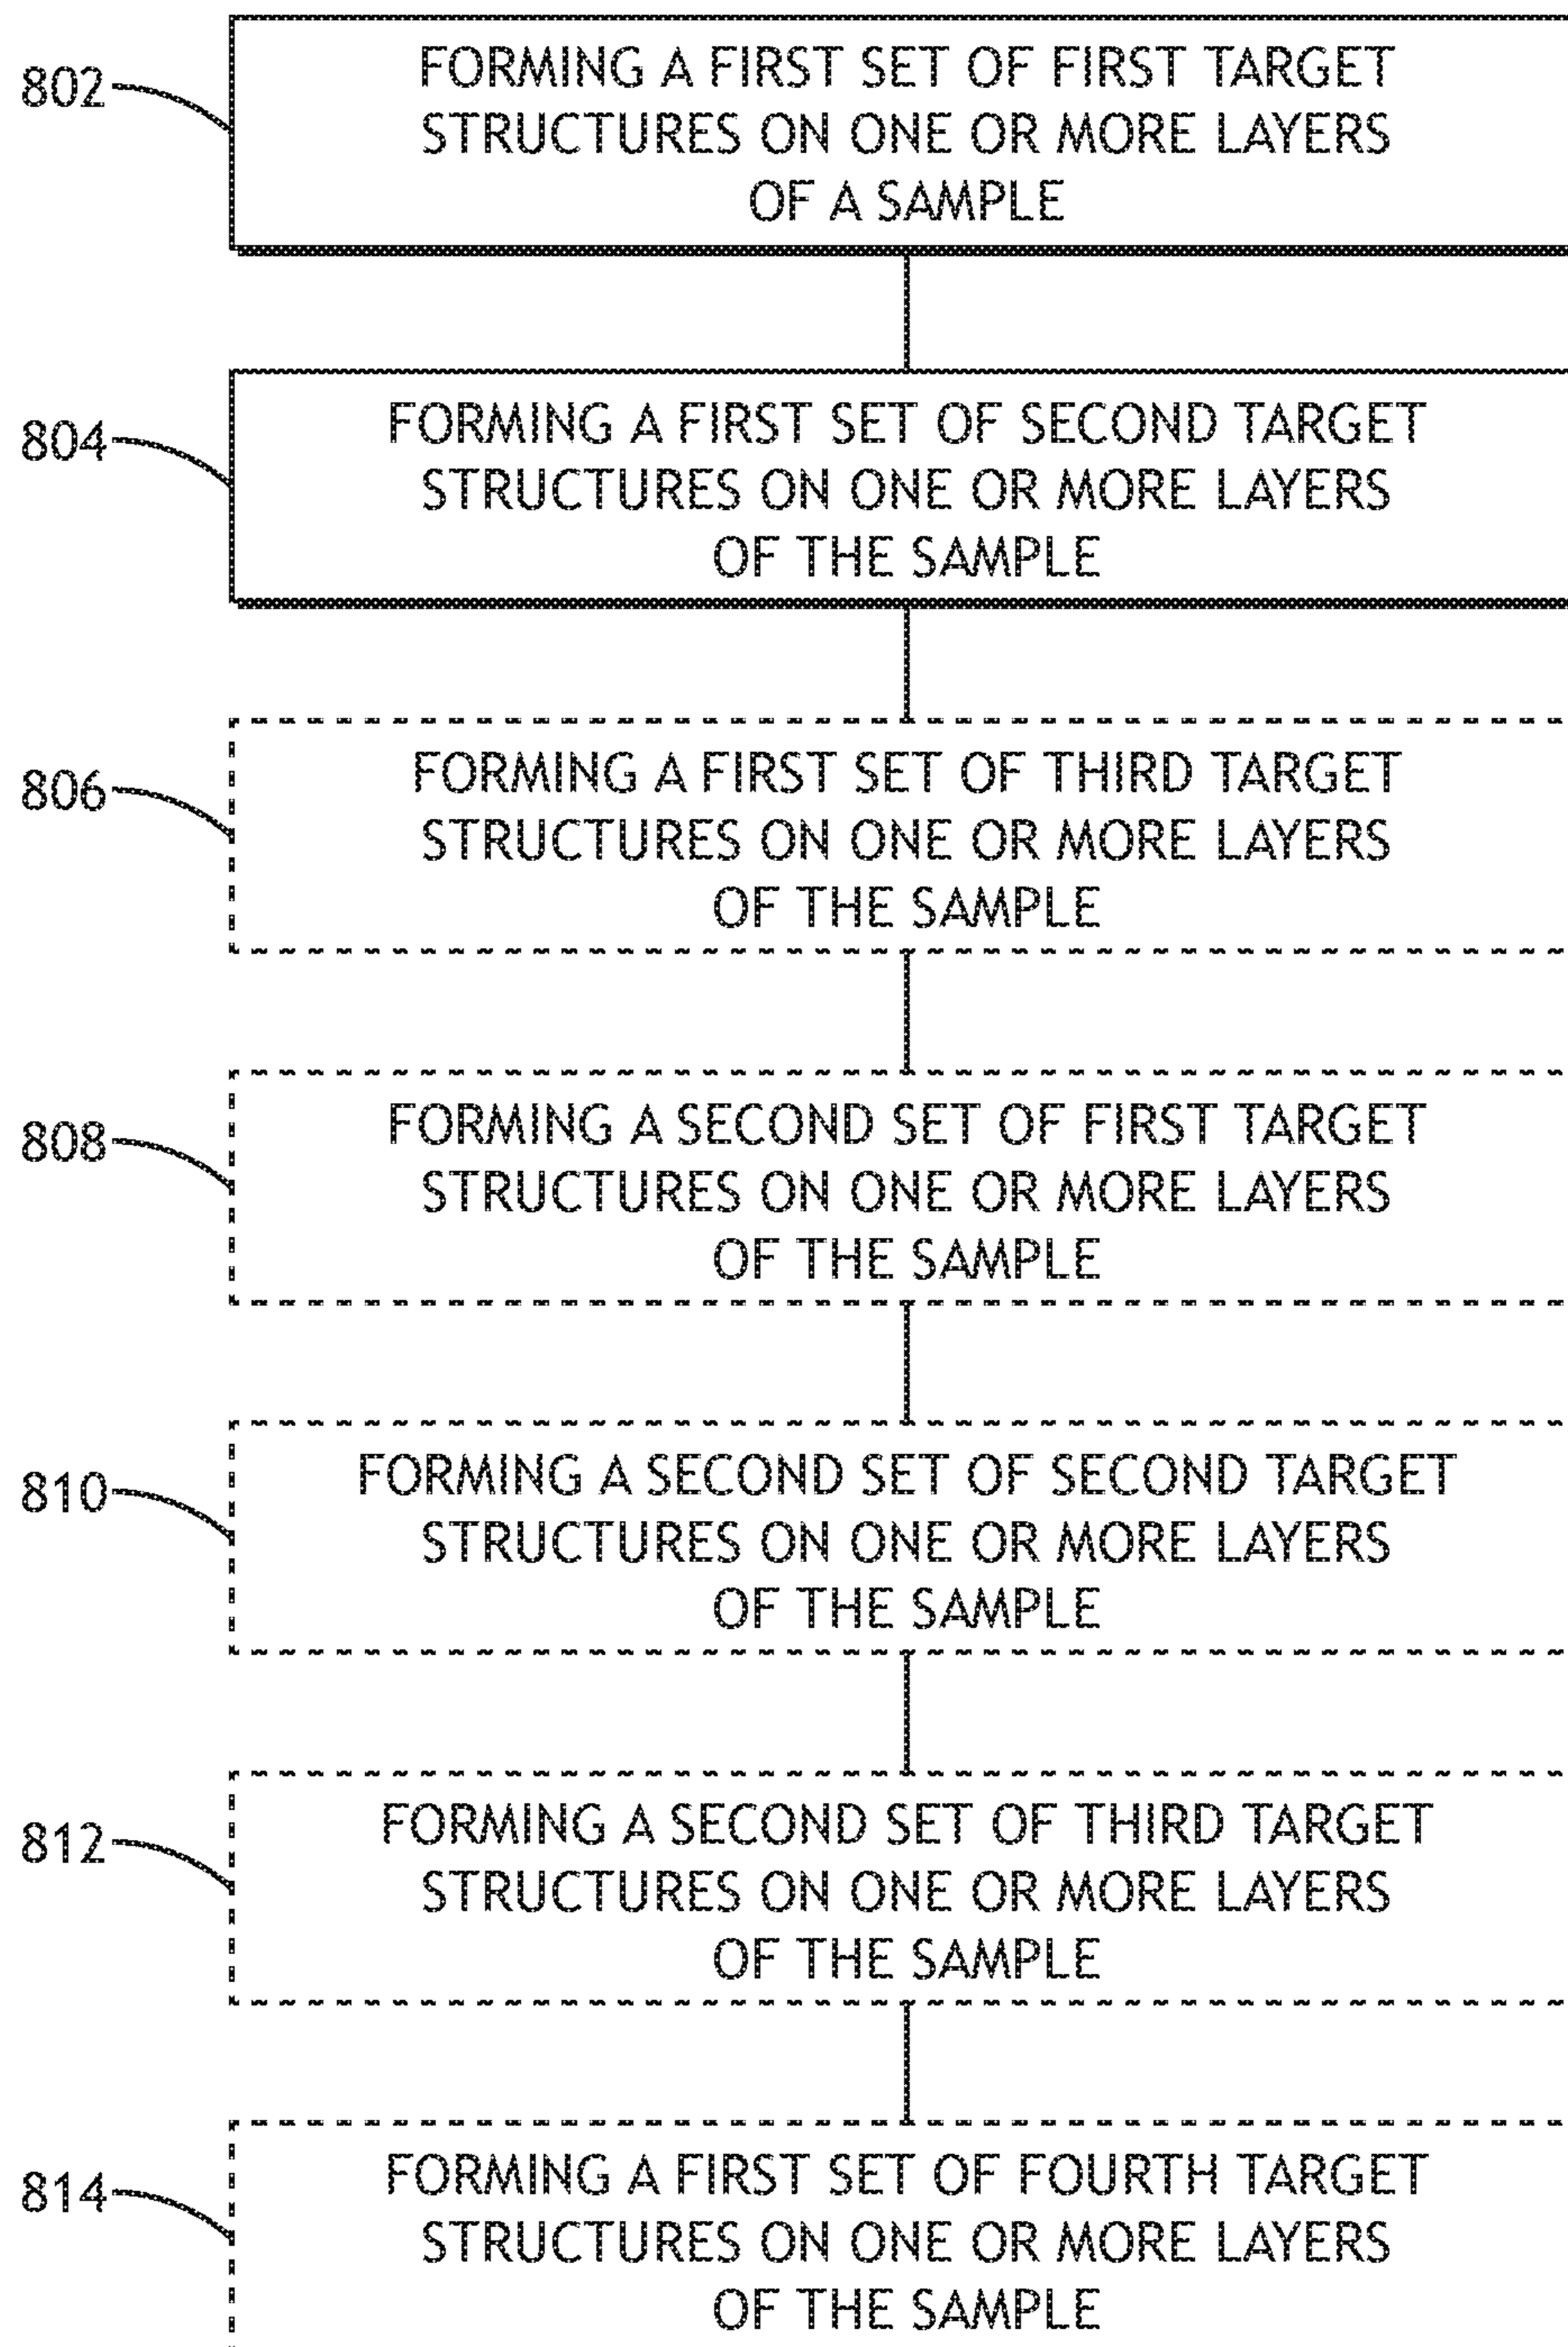 802
FORMING A FIRST SET OF FIRST TARGET
STRUCTURES ON ONE OR MORE LAYERS
OF A SAMPLE
804
FORMING A FIRST SET OF SECOND TARGET
STRUCTURES ON ONE OR MORE LAYERS
OF THE SAMPLE
806
FORMING A FIRST SET OF THIRD TARGET
STRUCTURES ON ONE OR MORE LAYERS
OF THE SAMPLE
808
FORMING A SECOND SET OF FIRST TARGET
STRUCTURES ON ONE OR MORE LAYERS
OF THE SAMPLE
810
FORMING A SECOND SET OF SECOND TARGET
STRUCTURES ON ONE OR MORE LAYERS
OF THE SAMPLE
812
FORMING A SECOND SET OF THIRD TARGET
STRUCTURES ON ONE OR MORE LAYERS
OF THE SAMPLE
814
FORMING A FIRST SET OF FOURTH TARGET
STRUCTURES ON ONE OR MORE LAYERS
OF THE SAMPLE